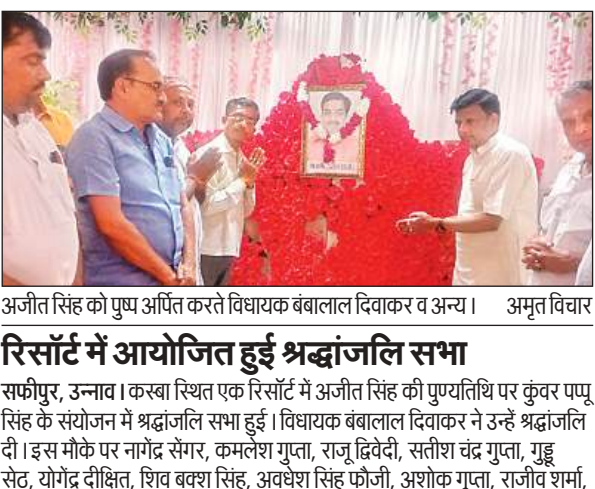 अजीत सिंह को पुष्प अर्पित करते विधायक बंबालाल दिवाकर व अन्य। अमृत विचार
रिसॉर्ट में आयोजित हुई श्रद्धांजलि सभा
सफीपुर, उन्नाव। कस्बा स्थित एक रिसॉर्ट में अजीत सिंह की पुण्यतिथि पर कुंवर पप्पू
सिंह के संयोजन में श्रद्धांजलि सभा हुई। विधायक बंबालाल दिवाकर ने उन्हें श्रद्धांजलि
दी। इस मौके पर नागेंद्र सेंगर, कमलेश गुप्ता, राजू द्विवेदी, सतीश चंद्र गुप्ता, गुड्डू
सेठ, योगेंद्र दीक्षित, शिव बक्श सिंह, अवधेश सिंह फौजी, अशोक गुप्ता, राजीव शर्मा,